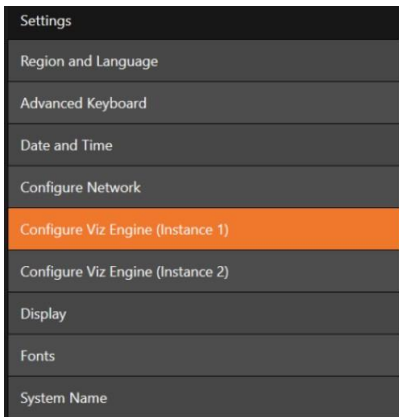 Settings
Region and Language
Advanced Keyboard
Date and Time
Configure Network
Configure Viz Engine (Instance 1)
Configure Viz Engine (Instance 2)
Display
Fonts
System Name